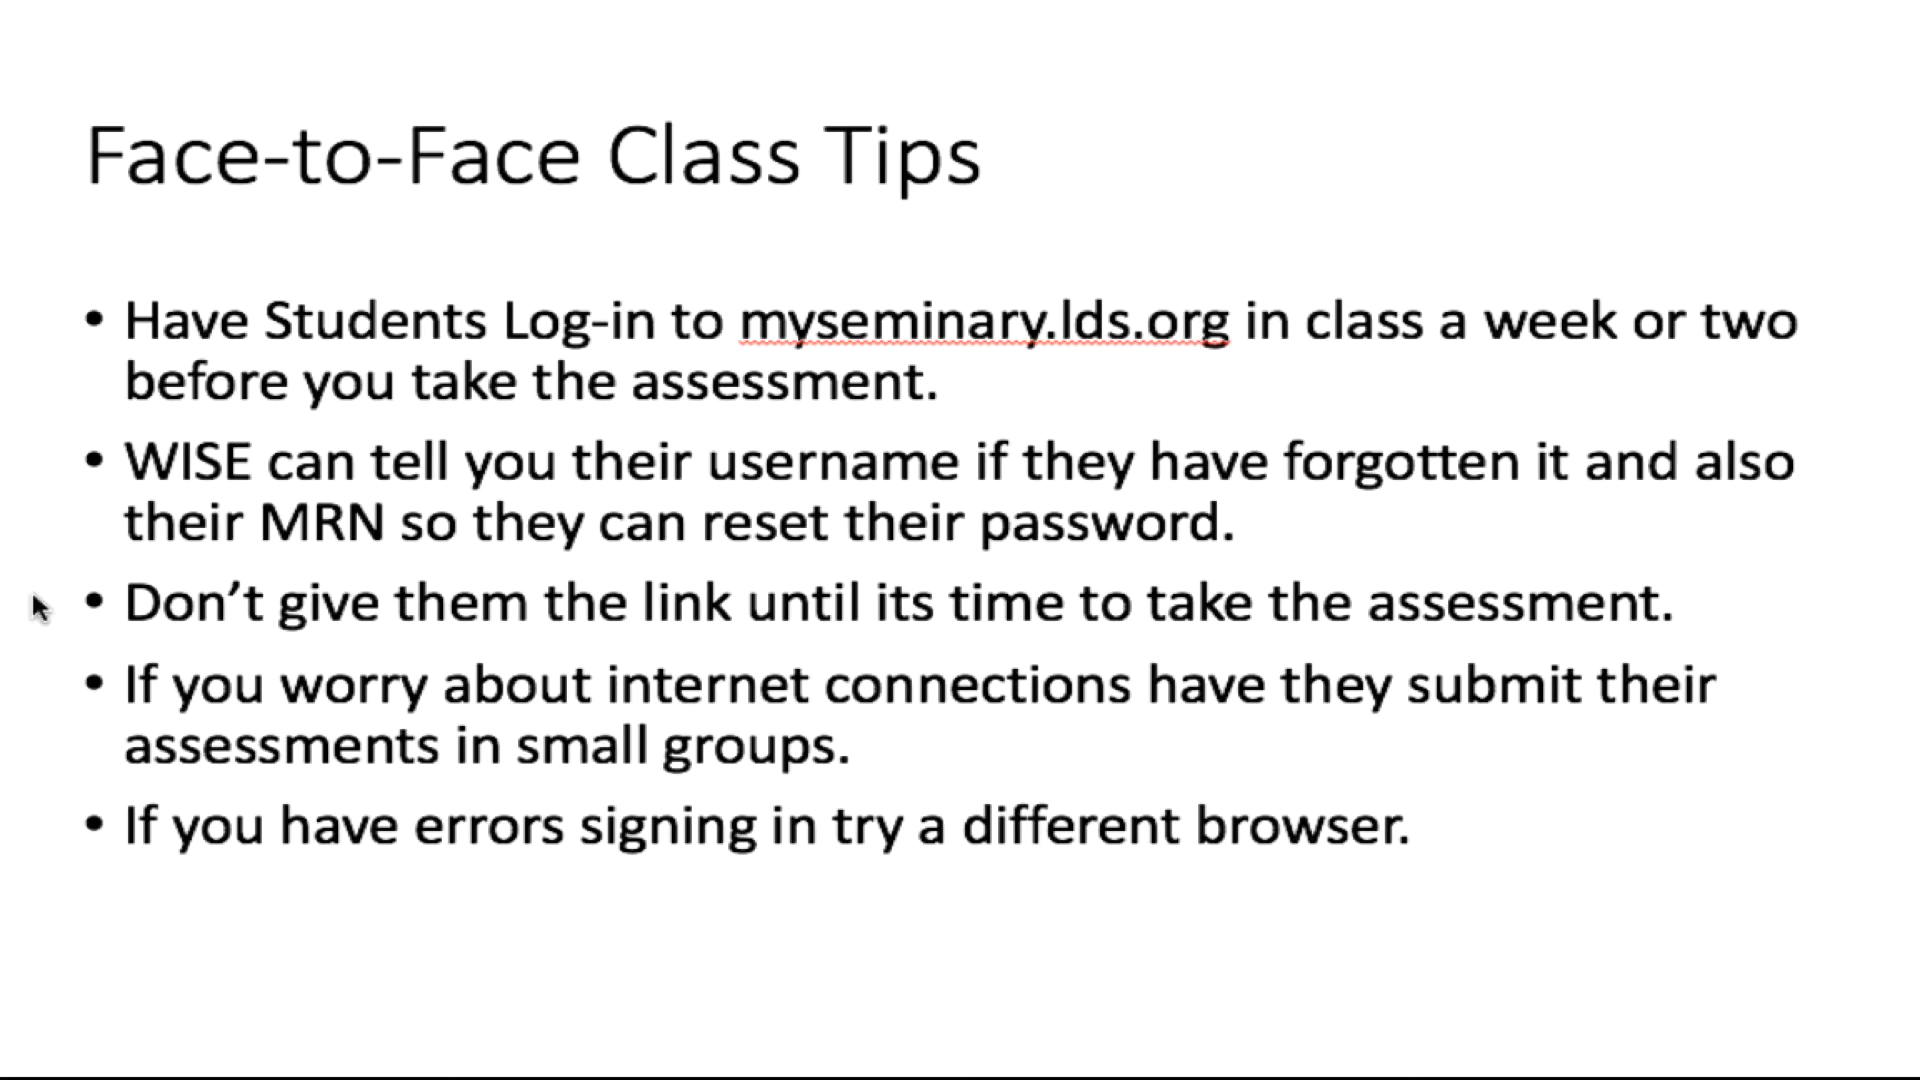 Face-to-Face Class Tips
• Have Students Log-in to myseminary.lds.org in class a week or two
before you take the assessment.
• WISE can tell you their username if they have forgotten it and also
their MRN so they can reset their password.
• Don’t give them the link until its time to take the assessment.
• If you worry about internet connections have they submit their
assessments in small groups.
• If you have errors signing in try a different browser.